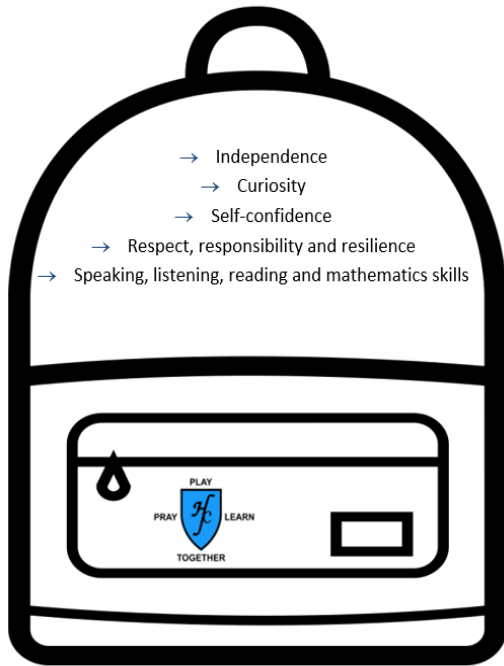 → Independence
→ Curiosity
→ Self-confidence
→ Respect, responsibility and resilience
→ Speaking, listening, reading and mathematics skills
PLAY
PRAY LEARN
TOGETHER